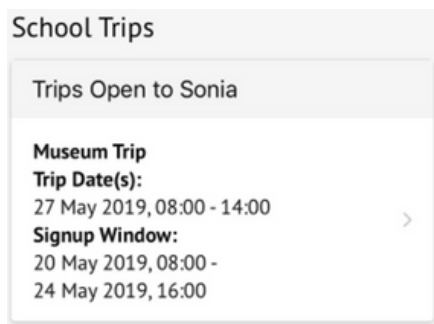 School Trips
Trips Open to Sonia
Museum Trip
Trip Date(s):
27 May 2019, 08:00 - 14:00
Signup Window:
20 May 2019, 08:00 -
24 May 2019, 16:00